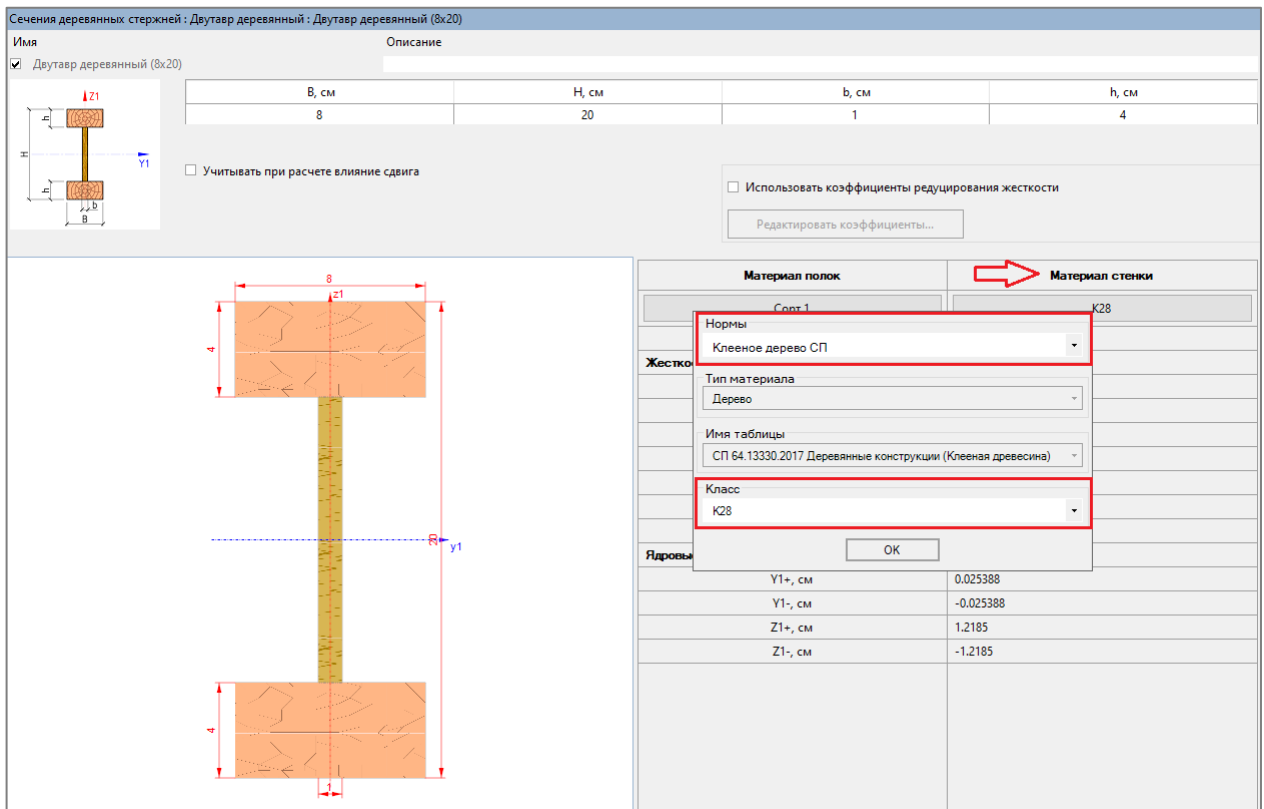 Сечения деревянных стержней : Двутавр деревянный : Двутавр деревянный (8x20)
Имя Описание
Двутавр деревянный (8x20)
B, см H, см b, см h, см
8 20 1 4
Z1
h
H
Y1
h
b
B
Учитывать при расчете влияние сдвига
Использовать коэффициенты редуцирования жесткости
Редактировать коэффициенты...
Материал полок Материал стенки
Сорт 1 K28
Жестко
Нормы
Клееное дерево СП
Тип материала
Дерево
Имя таблицы
СП 64.13330.2017 Деревянные конструкции (Клееная древесина)
Класс
K28
OK
Ядровы
Y1+, см 0.025388
Y1-, см -0.025388
Z1+, см 1.2185
Z1-, см -1.2185
8
z1
4
20
y1
4
1